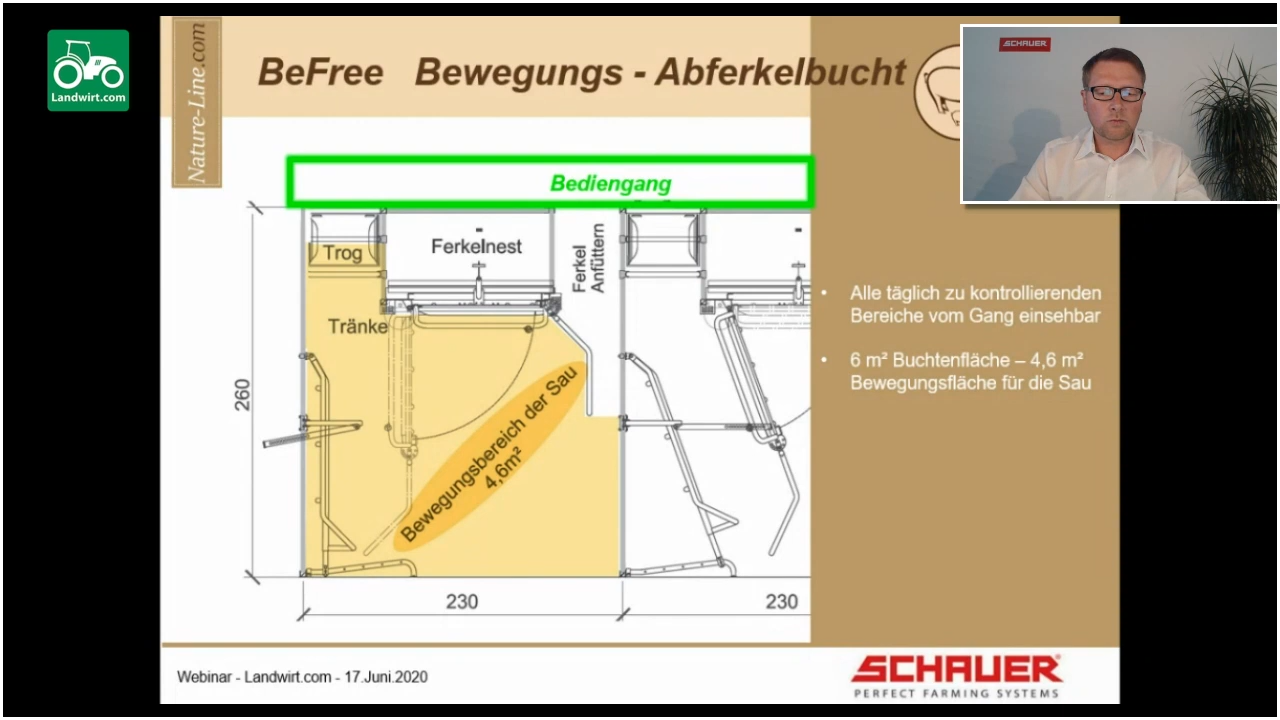 Landwirt.com
Nature-Line.com
BeFree Bewegungs - Abferkelbucht
SCHAUER
Bediengang
Trog
Ferkelnest
Ferkel
Anfüttern
Tränke
Bewegungsbereich der Sau
4,6m²
260
230
230
• Alle täglich zu kontrollierenden
Bereiche vom Gang einsehbar
• 6 m² Buchtenfläche – 4,6 m²
Bewegungsfläche für die Sau
Webinar - Landwirt.com - 17.Juni.2020
SCHAUER
PERFECT FARMING SYSTEMS